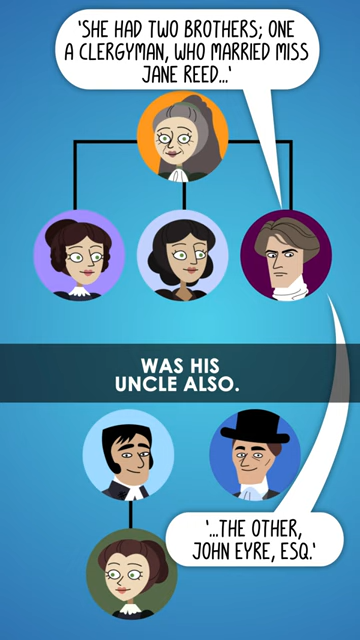 'SHE HAD TWO BROTHERS; ONE
A CLERGYMAN, WHO MARRIED MISS
JANE REED...'
WAS HIS
UNCLE ALSO.
'...THE OTHER,
JOHN EYRE, ESQ.'